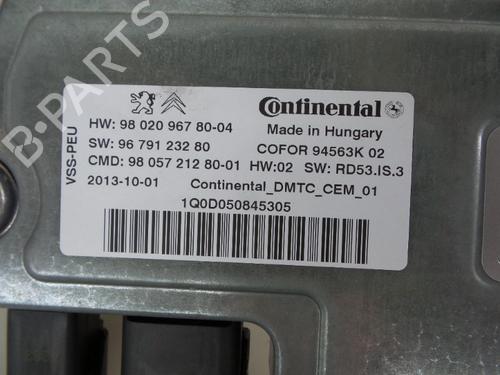 B-PARTS
Continental
Made in Hungary
HW: 98 020 967 80-04
SW: 96 791 232 80
COFOR 94563K 02
CMD: 98 057 212 80-01 HW:02 SW: RD53.IS.3
2013-10-01 Continental_DMTC_CEM_01
1Q0D050845305
VSS-PEU